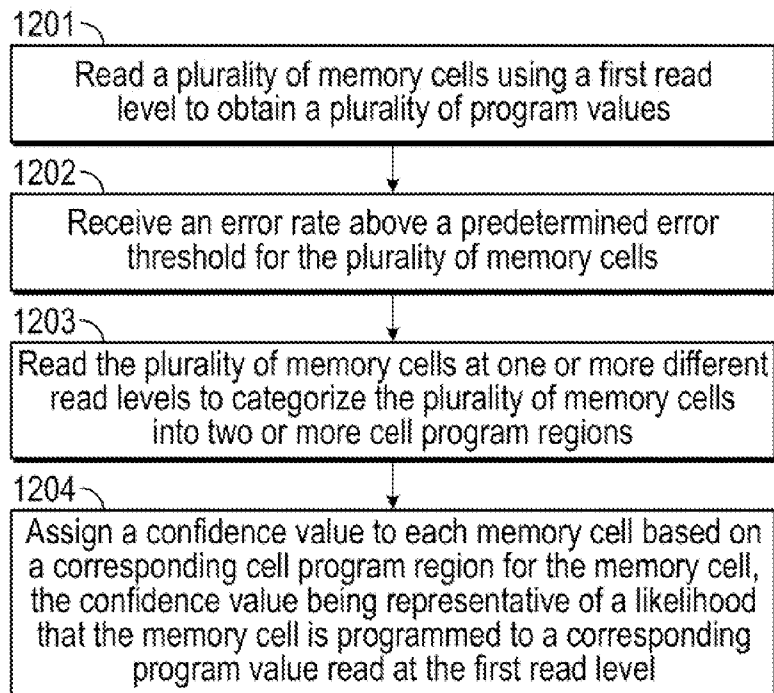 1201
Read a plurality of memory cells using a first read
level to obtain a plurality of program values
1202
Receive an error rate above a predetermined error
threshold for the plurality of memory cells
1203
Read the plurality of memory cells at one or more different
read levels to categorize the plurality of memory cells
into two or more cell program regions
1204
Assign a confidence value to each memory cell based on
a corresponding cell program region for the memory cell,
the confidence value being representative of a likelihood
that the memory cell is programmed to a corresponding
program value read at the first read level